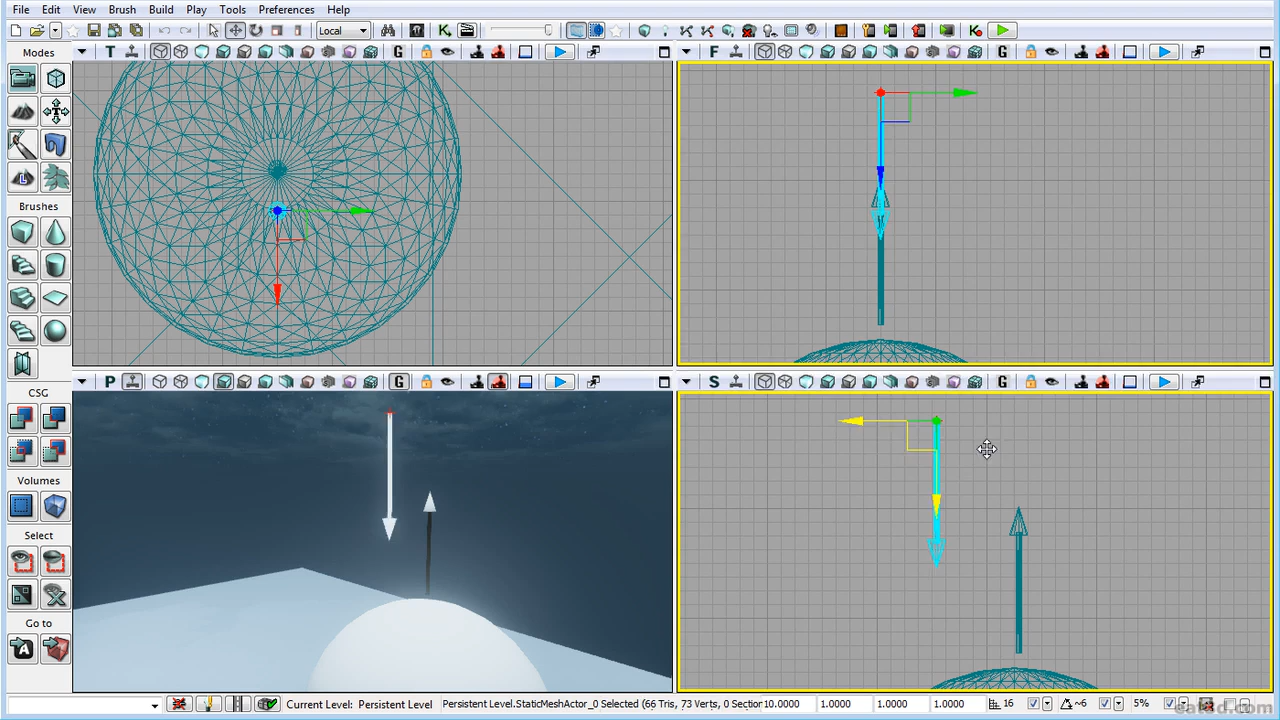 File Edit View Brush Build Play Tools Preferences Help
Local
Modes
T G
F G
Brushes
P G
S G
CSG
Volumes
Select
Go to
L
A
Current Level: Persistent Level Persistent Level.StaticMeshActor_0 Selected (66 Tris, 73 Verts, 0 Section 10.0000 1.0000 1.0000 1.0000 16 ~6 5%